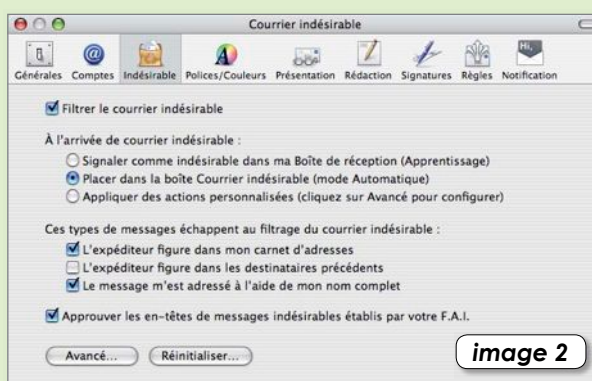 Courrier indésirable
Générales Comptes Indésirable Polices/Couleurs Présentation Rédaction Signatures Règles Notification
Hi,
Filtrer le courrier indésirable
À l'arrivée de courrier indésirable :
Signaler comme indésirable dans ma Boîte de réception (Apprentissage)
Placer dans la boîte Courrier indésirable (mode Automatique)
Appliquer des actions personnalisées (cliquez sur Avancé pour configurer)
Ces types de messages échappent au filtrage du courrier indésirable :
L'expéditeur figure dans mon carnet d'adresses
L'expéditeur figure dans les destinataires précédents
Le message m'est adressé à l'aide de mon nom complet
Approuver les en-têtes de messages indésirables établis par votre F.A.I.
Avancé... Réinitialiser...
image 2